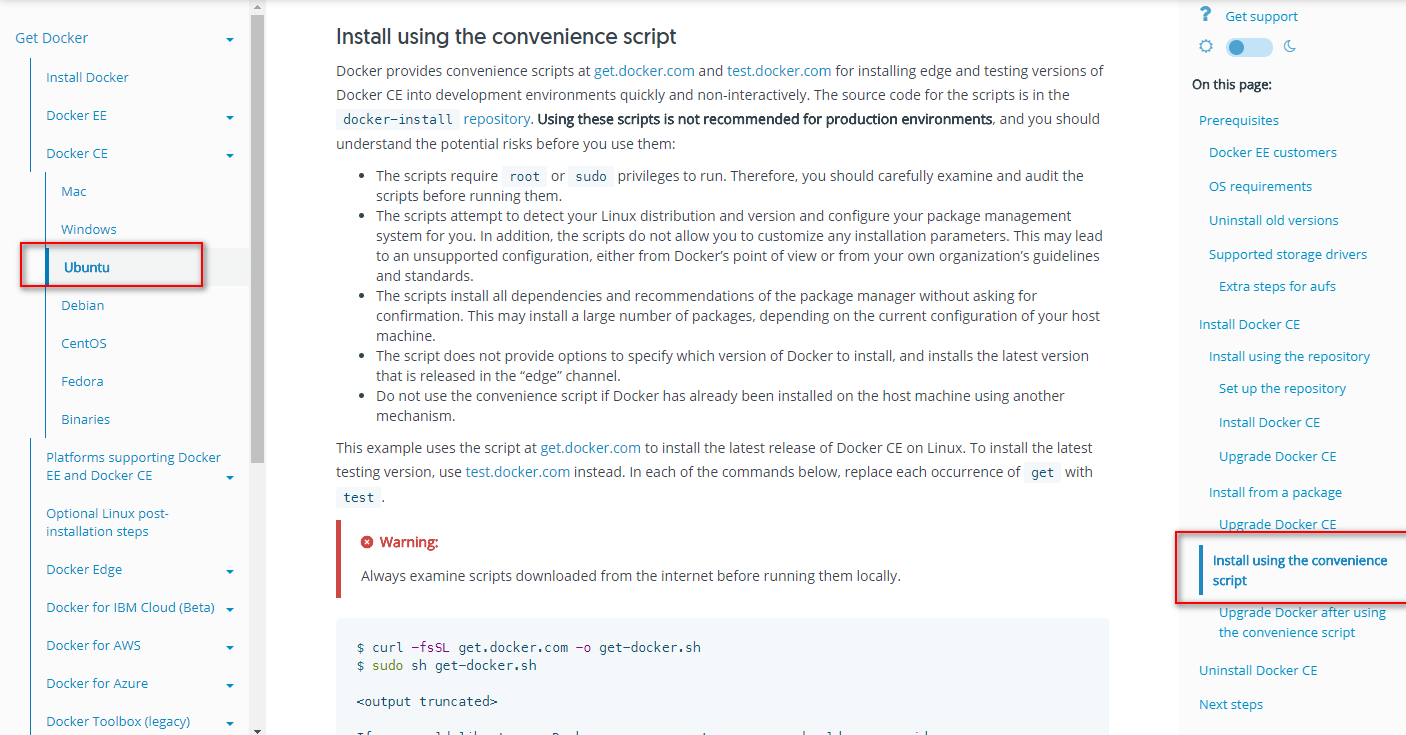 Get Docker
Install Docker
Docker EE
Docker CE
Mac
Windows
Ubuntu
Debian
CentOS
Fedora
Binaries
Platforms supporting Docker
EE and Docker CE
Optional Linux post-
installation steps
Docker Edge
Docker for IBM Cloud (Beta)
Docker for AWS
Docker for Azure
Docker Toolbox (legacy)
Install using the convenience script
Docker provides convenience scripts at get.docker.com and test.docker.com for installing edge and testing versions of
Docker CE into development environments quickly and non-interactively. The source code for the scripts is in the
docker-install repository. Using these scripts is not recommended for production environments, and you should
understand the potential risks before you use them:
• The scripts require root or sudo privileges to run. Therefore, you should carefully examine and audit the
scripts before running them.
• The scripts attempt to detect your Linux distribution and version and configure your package management
system for you. In addition, the scripts do not allow you to customize any installation parameters. This may lead
to an unsupported configuration, either from Docker’s point of view or from your own organization’s guidelines
and standards.
• The scripts install all dependencies and recommendations of the package manager without asking for
confirmation. This may install a large number of packages, depending on the current configuration of your host
machine.
• The script does not provide options to specify which version of Docker to install, and installs the latest version
that is released in the “edge” channel.
• Do not use the convenience script if Docker has already been installed on the host machine using another
mechanism.
This example uses the script at get.docker.com to install the latest release of Docker CE on Linux. To install the latest
testing version, use test.docker.com instead. In each of the commands below, replace each occurrence of get with
test .
Warning:
Always examine scripts downloaded from the internet before running them locally.
$ curl -fsSL get.docker.com -o get-docker.sh
$ sudo sh get-docker.sh
<output truncated>
? Get support
On this page:
Prerequisites
Docker EE customers
OS requirements
Uninstall old versions
Supported storage drivers
Extra steps for aufs
Install Docker CE
Install using the repository
Set up the repository
Install Docker CE
Upgrade Docker CE
Install from a package
Upgrade Docker CE
Install using the convenience
script
Upgrade Docker after using
the convenience script
Uninstall Docker CE
Next steps